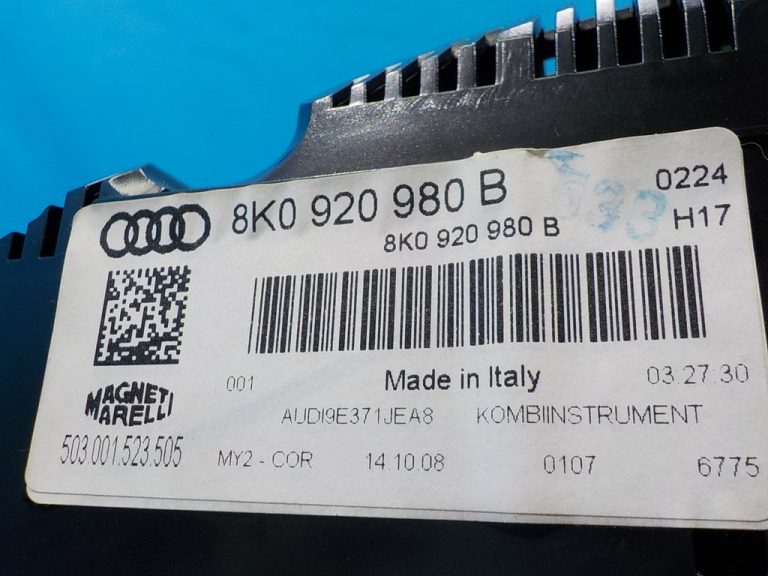 8K0 920 980 B
0224
8K0 920 980 B
H17
001
Made in Italy
03:27:30
MAGNETI
MARELLI
AUDI9E371JEA8 KOMBIINSTRUMENT
503.001.523.505
MY2 - COR 14.10.08 0107 6775